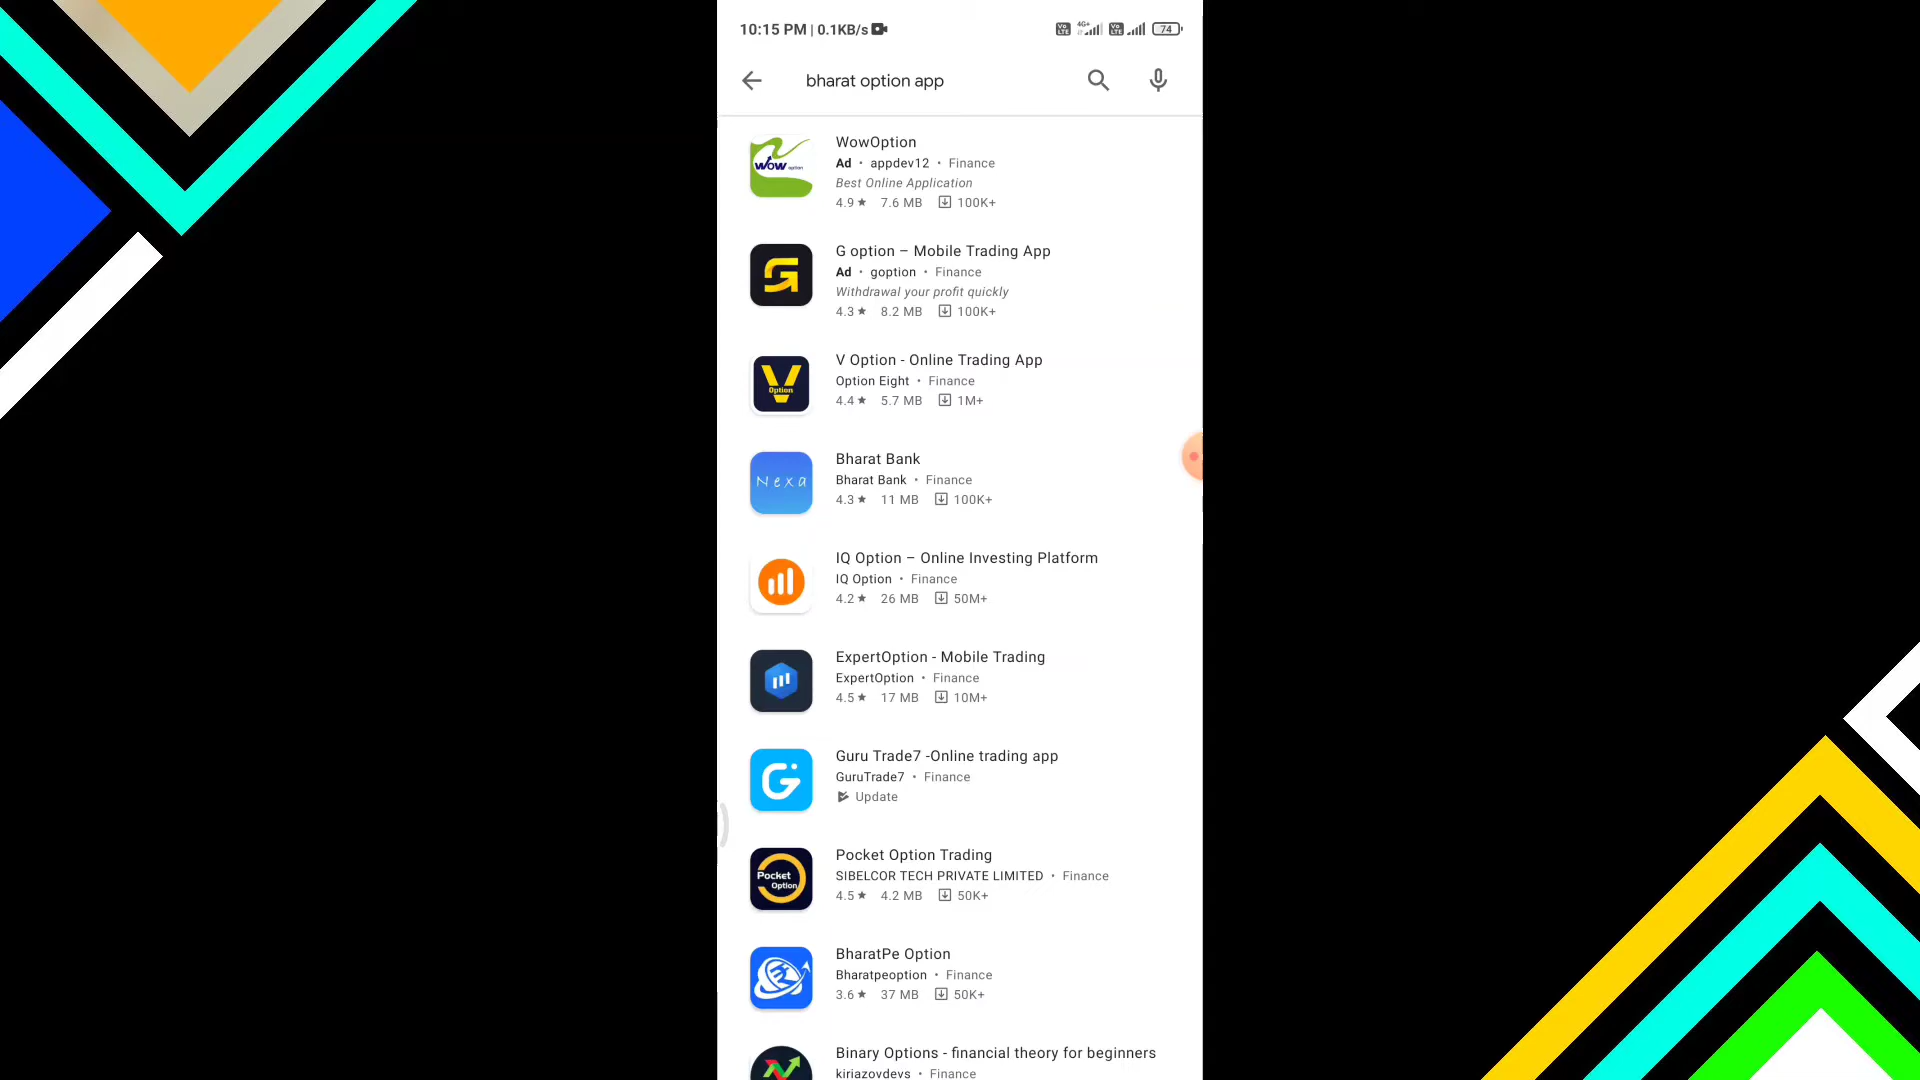 10:15 PM | 0.1KB/s
74
bharat option app
WowOption
Ad • appdev12 • Finance
Best Online Application
4.9★ 7.6 MB 100K+
G option – Mobile Trading App
Ad • goption • Finance
Withdrawal your profit quickly
4.3★ 8.2 MB 100K+
V Option - Online Trading App
Option Eight • Finance
4.4★ 5.7 MB 1M+
Bharat Bank
Bharat Bank • Finance
4.3★ 11 MB 100K+
IQ Option – Online Investing Platform
IQ Option • Finance
4.2★ 26 MB 50M+
ExpertOption - Mobile Trading
ExpertOption • Finance
4.5★ 17 MB 10M+
Guru Trade7 -Online trading app
GuruTrade7 • Finance
Update
Pocket Option Trading
SIBELCOR TECH PRIVATE LIMITED • Finance
4.5★ 4.2 MB 50K+
BharatPe Option
Bharatpeoption • Finance
3.6★ 37 MB 50K+
Binary Options - financial theory for beginners
kiriazovdevs • Finance
WOW option
V Option
Nexa
Pocket Option